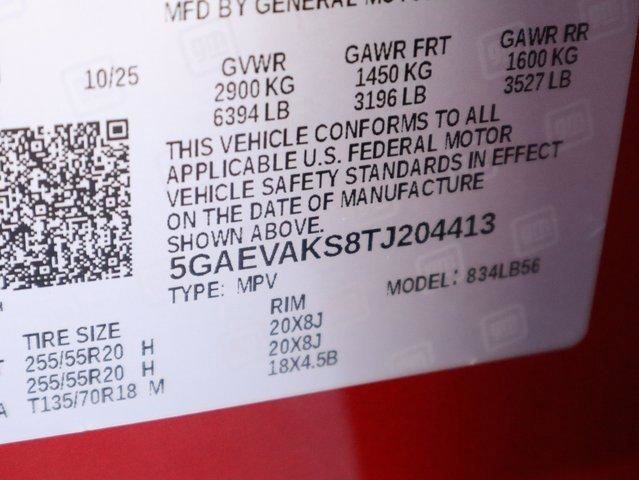 MFD BY GENERAL
10/25
GVWR
2900 KG
6394 LB
GAWR FRT
1450 KG
3196 LB
GAWR RR
1600 KG
3527 LB
THIS VEHICLE CONFORMS TO ALL
APPLICABLE U.S. FEDERAL MOTOR
VEHICLE SAFETY STANDARDS IN EFFECT
ON THE DATE OF MANUFACTURE
SHOWN ABOVE.
5GAEVAKS8TJ204413
TYPE: MPV MODEL: 834LB56
TIRE SIZE RIM
255/55R20 H 20X8J
255/55R20 H 20X8J
T135/70R18 M 18X4.5B